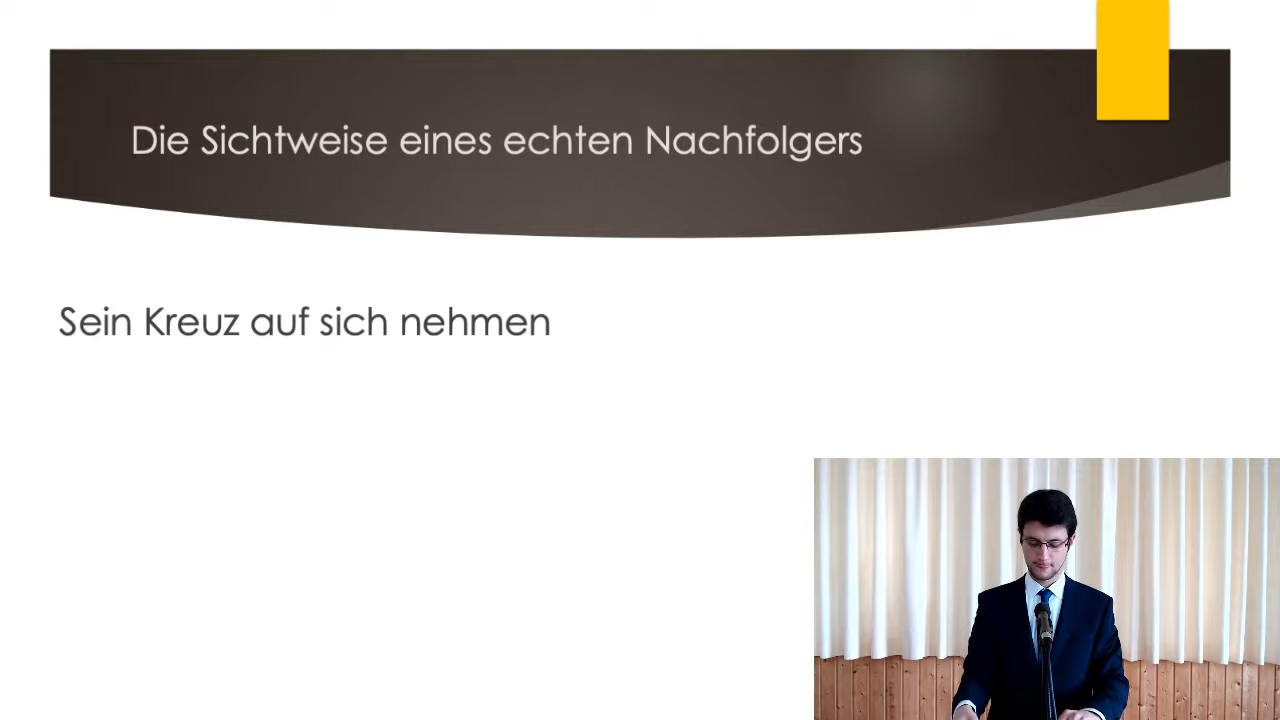 Die Sichtweise eines echten Nachfolgers
Sein Kreuz auf sich nehmen